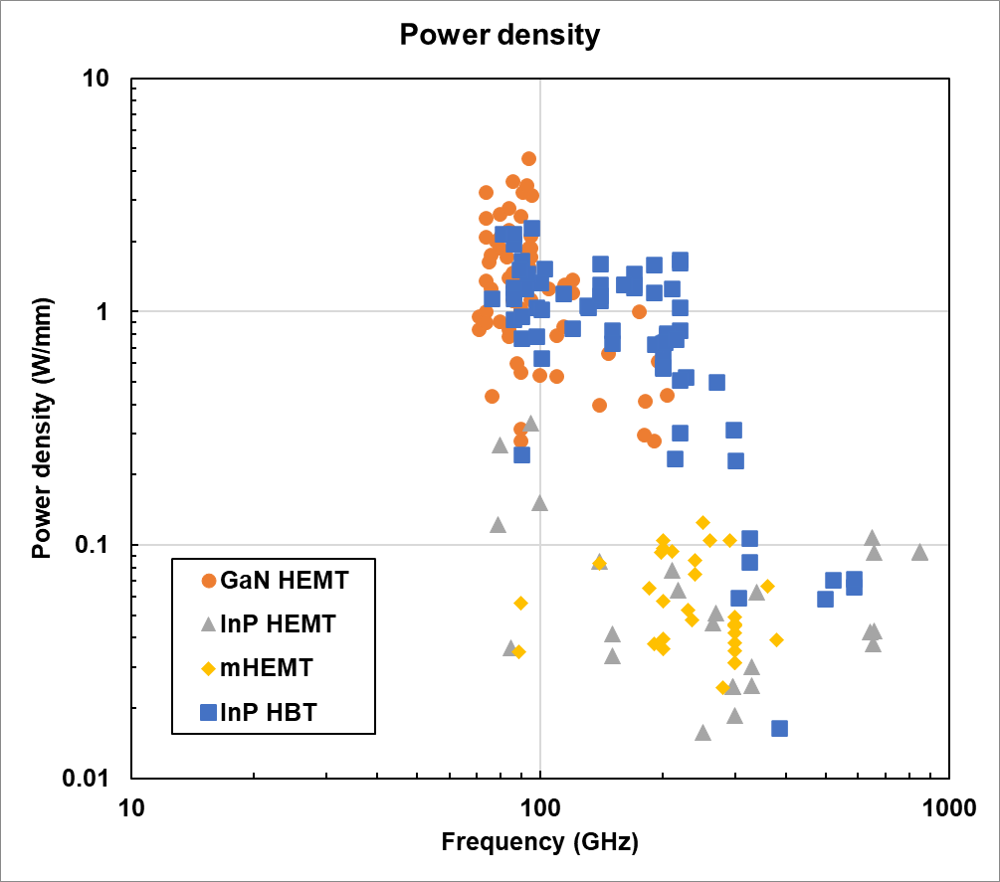 Power density
10
1
0.1
0.01
Power density (W/mm)
GaN HEMT
InP HEMT
mHEMT
InP HBT
10
100
1000
Frequency (GHz)